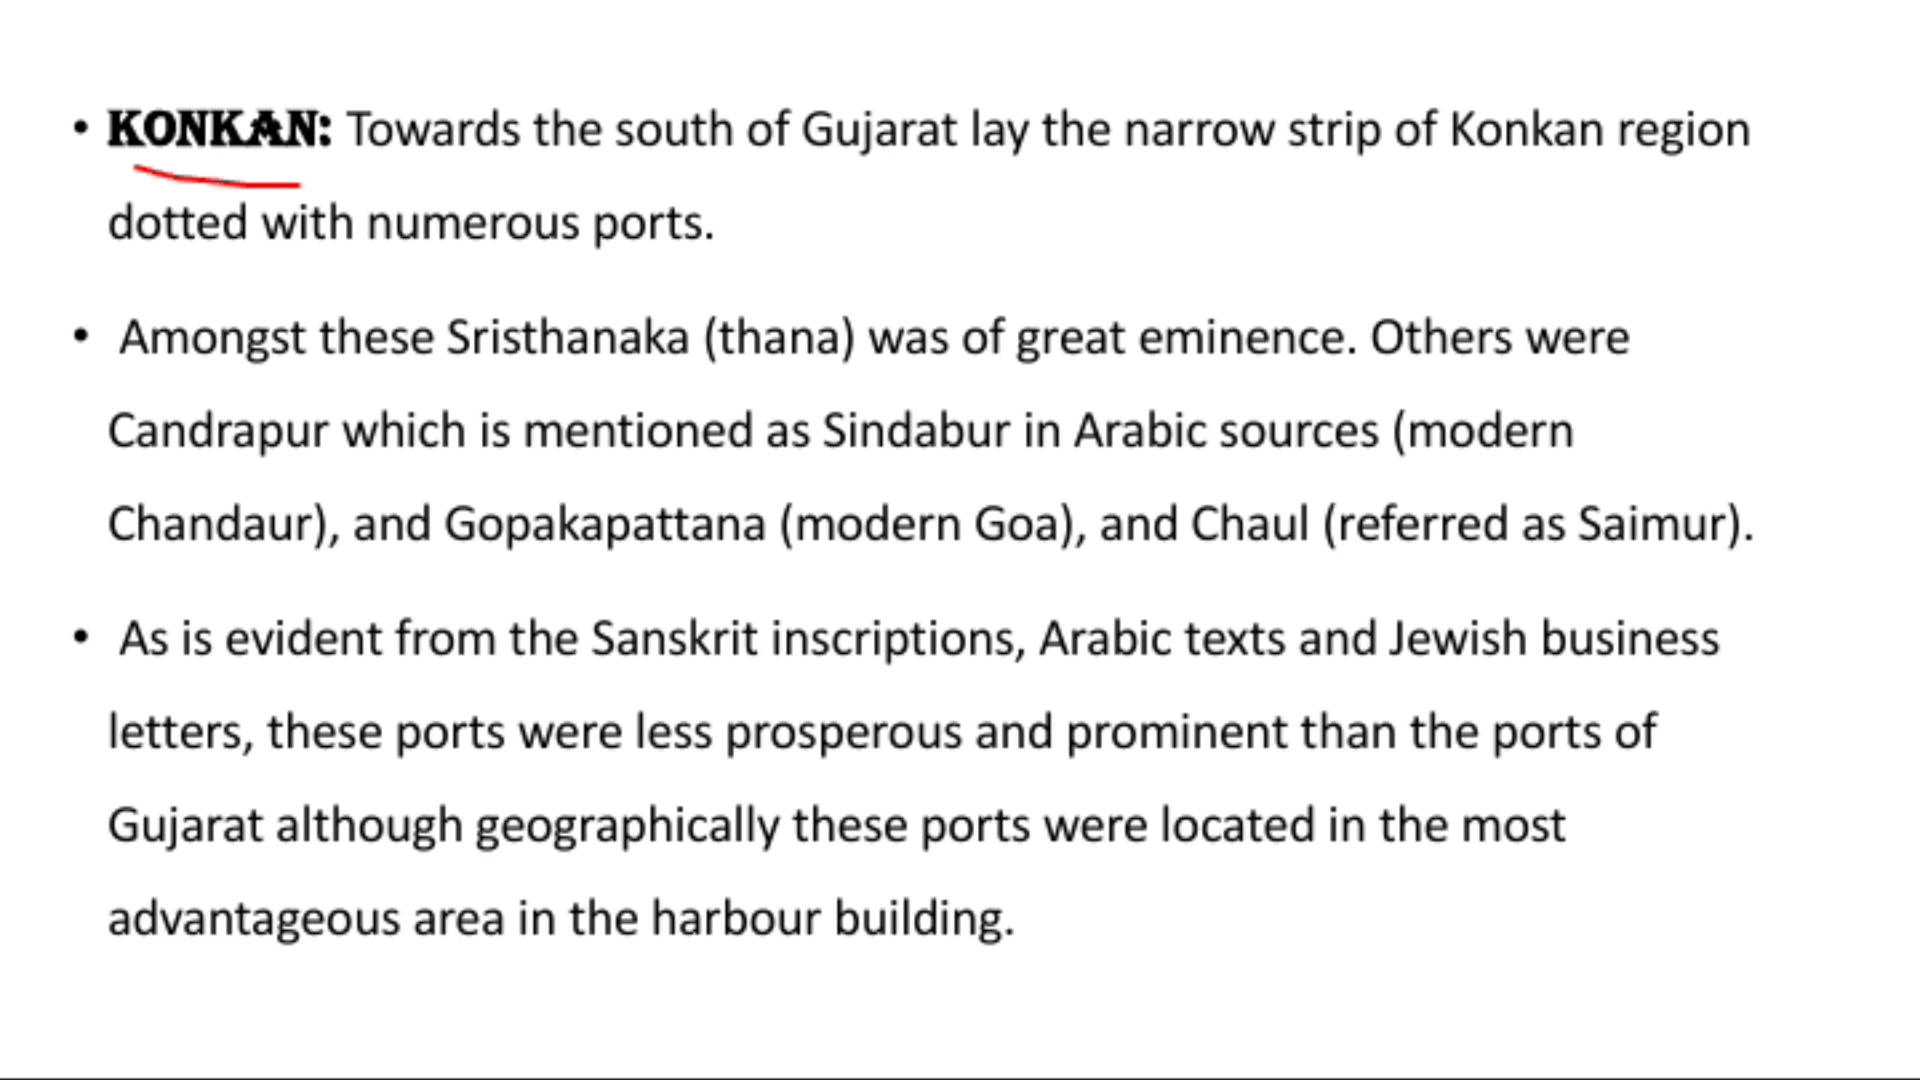 • KONKAN: Towards the south of Gujarat lay the narrow strip of Konkan region
dotted with numerous ports.
• Amongst these Sristhanaka (thana) was of great eminence. Others were
Candrapur which is mentioned as Sindabur in Arabic sources (modern
Chandaur), and Gopakapattana (modern Goa), and Chaul (referred as Saimur).
• As is evident from the Sanskrit inscriptions, Arabic texts and Jewish business
letters, these ports were less prosperous and prominent than the ports of
Gujarat although geographically these ports were located in the most
advantageous area in the harbour building.